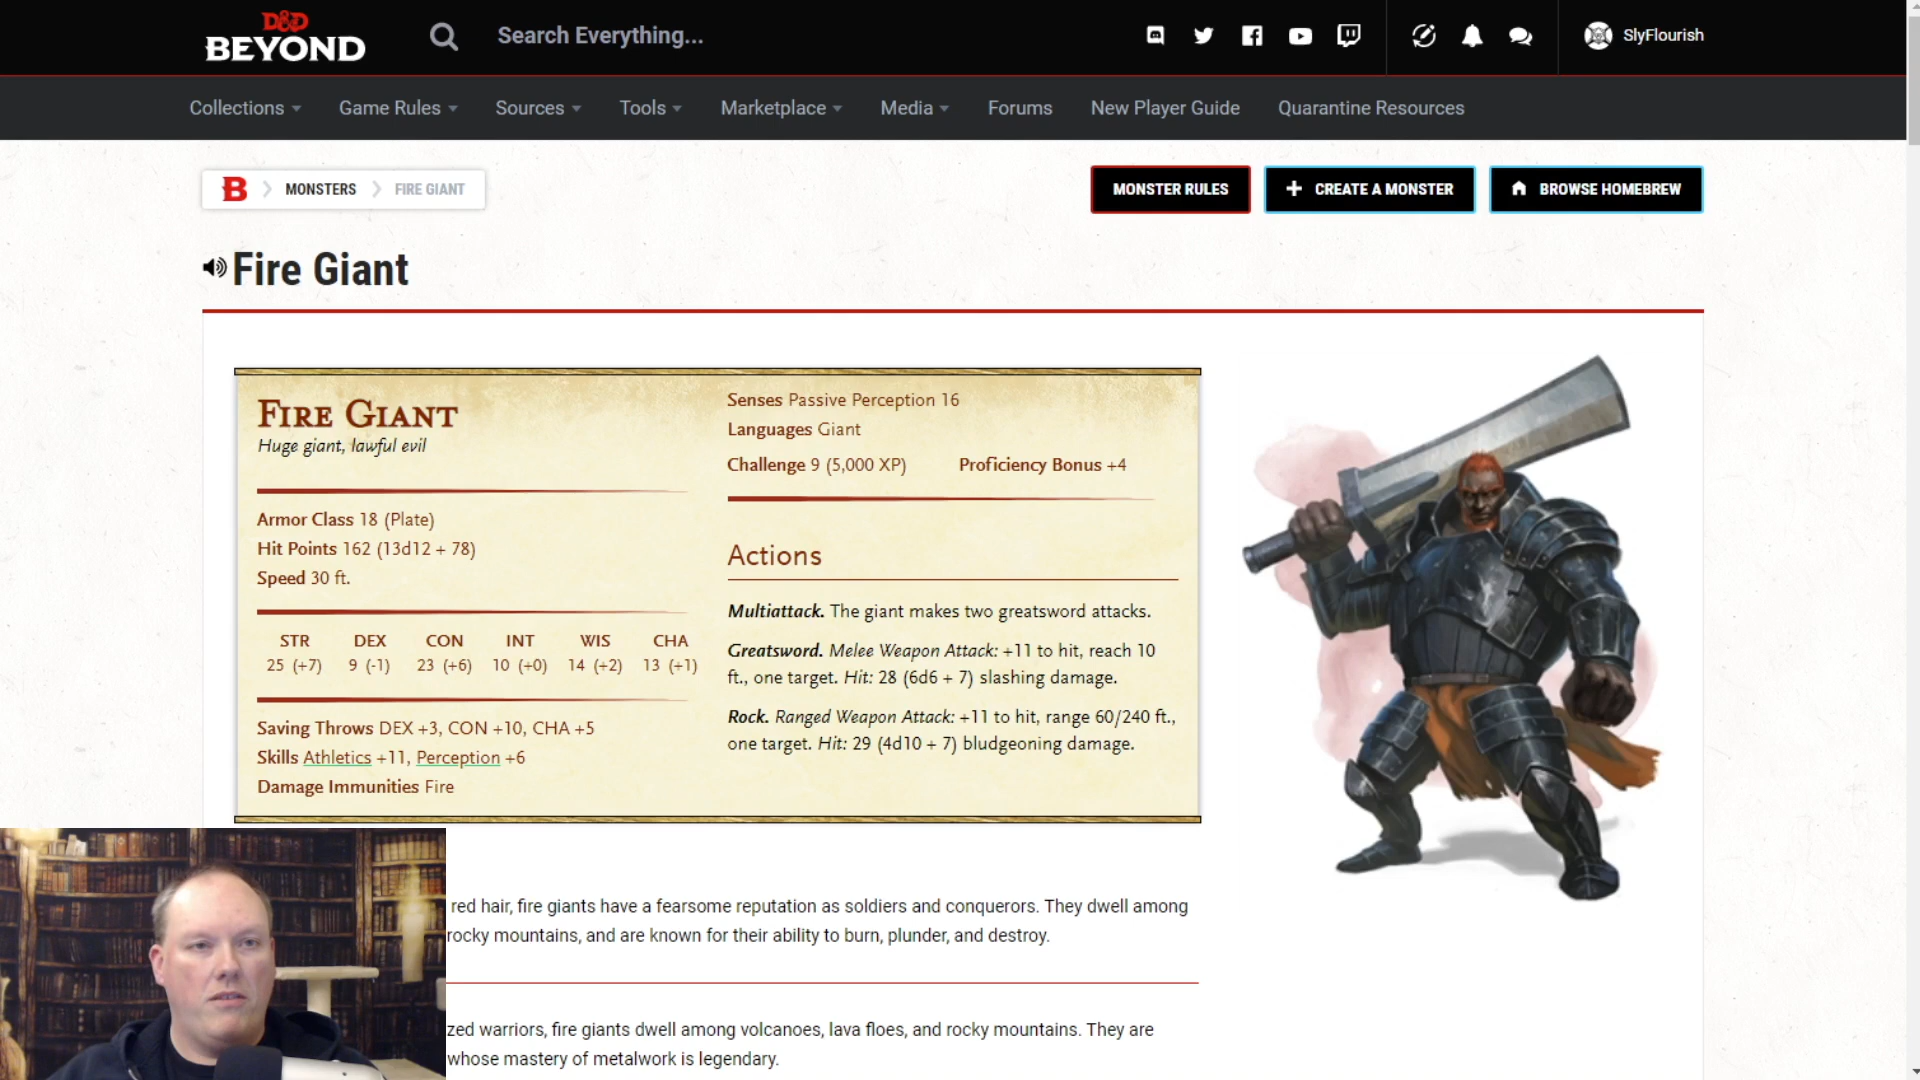 D&D
BEYOND
Search Everything...
SlyFlourish
Collections
Game Rules
Sources
Tools
Marketplace
Media
Forums
New Player Guide
Quarantine Resources
B
MONSTERS
FIRE GIANT
MONSTER RULES
CREATE A MONSTER
BROWSE HOMEBREW
Fire Giant
FIRE GIANT
Huge giant, lawful evil
Armor Class 18 (Plate)
Hit Points 162 (13d12 + 78)
Speed 30 ft.
STR DEX CON INT WIS CHA
25 (+7) 9 (-1) 23 (+6) 10 (+0) 14 (+2) 13 (+1)
Saving Throws DEX +3, CON +10, CHA +5
Skills Athletics +11, Perception +6
Damage Immunities Fire
Senses Passive Perception 16
Languages Giant
Challenge 9 (5,000 XP) Proficiency Bonus +4
Actions
Multiattack. The giant makes two greatsword attacks.
Greatsword. Melee Weapon Attack: +11 to hit, reach 10
ft., one target. Hit: 28 (6d6 + 7) slashing damage.
Rock. Ranged Weapon Attack: +11 to hit, range 60/240 ft.,
one target. Hit: 29 (4d10 + 7) bludgeoning damage.
red hair, fire giants have a fearsome reputation as soldiers and conquerors. They dwell among
rocky mountains, and are known for their ability to burn, plunder, and destroy.
zed warriors, fire giants dwell among volcanoes, lava floes, and rocky mountains. They are
whose mastery of metalwork is legendary.